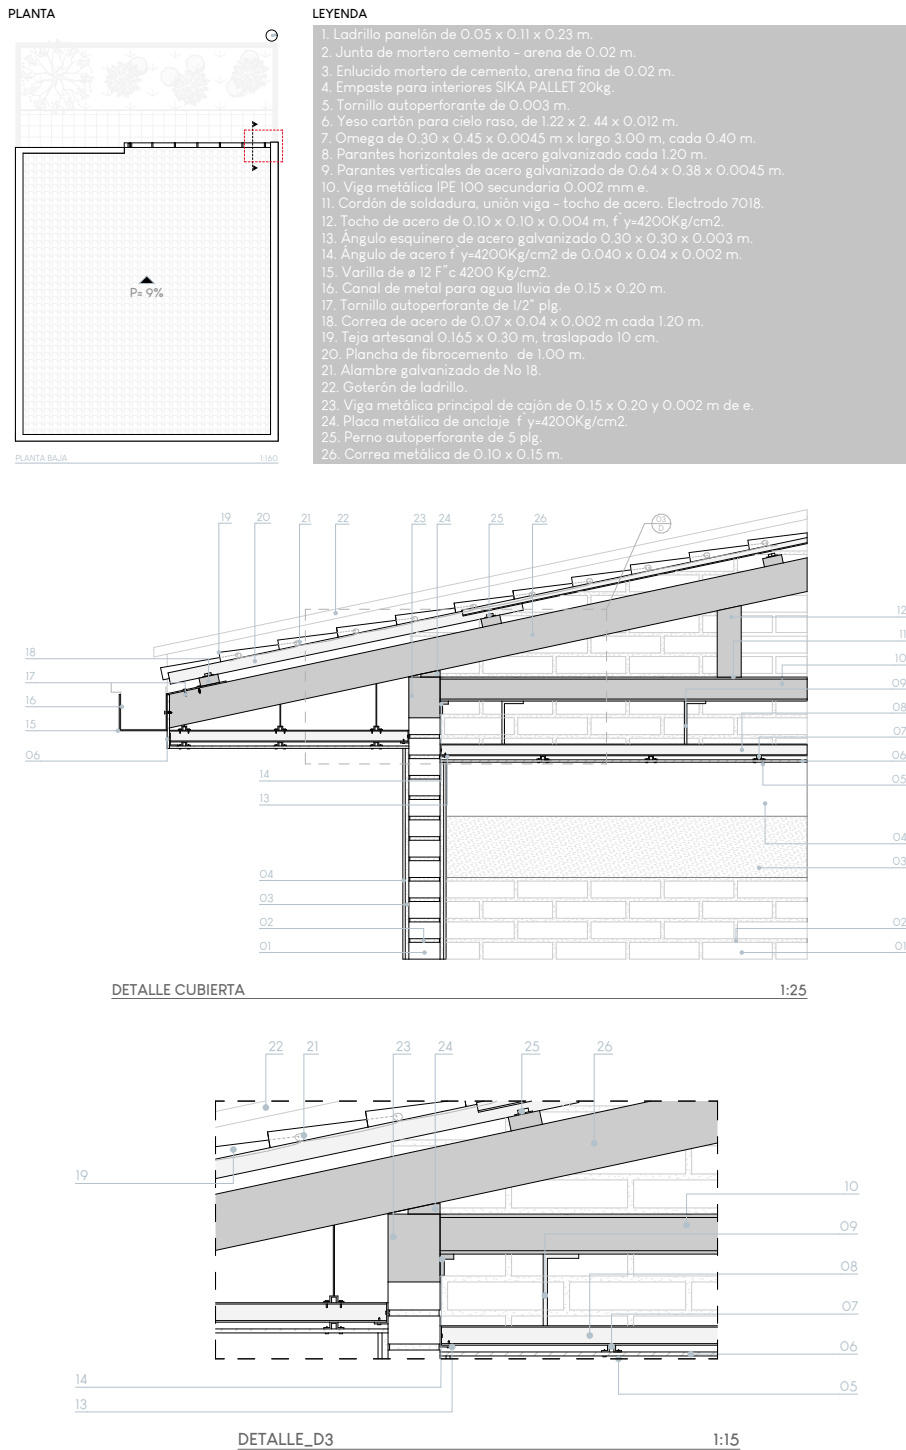 PLANTA
P= 9%
PLANTA BAJA 1:160
LEYENDA
1. Ladrillo panelón de 0.05 x 0.11 x 0.23 m.
2. Junta de mortero cemento - arena de 0.02 m.
3. Enlucido mortero de cemento, arena fina de 0.02 m.
4. Empaste para interiores SIKA PALLET 20kg.
5. Tornillo autoperforante de 0.003 m.
6. Yeso cartón para cielo raso, de 1.22 x 2. 44 x 0.012 m.
7. Omega de 0.30 x 0.45 x 0.0045 m x largo 3.00 m, cada 0.40 m.
8. Parantes horizontales de acero galvanizado cada 1.20 m.
9. Parantes verticales de acero galvanizado de 0.64 x 0.38 x 0.0045 m.
10. Viga metálica IPE 100 secundaria 0.002 mm e.
11. Cordón de soldadura, unión viga - tocho de acero. Electrodo 7018.
12. Tocho de acero de 0.10 x 0.10 x 0.004 m, f´y=4200Kg/cm2.
13. Ángulo esquinero de acero galvanizado 0.30 x 0.30 x 0.003 m.
14. Ángulo de acero f´y=4200Kg/cm2 de 0.040 x 0.04 x 0.002 m.
15. Varilla de ø 12 F"c 4200 Kg/cm2.
16. Canal de metal para agua lluvia de 0.15 x 0.20 m.
17. Tornillo autoperforante de 1/2" plg.
18. Correa de acero de 0.07 x 0.04 x 0.002 m cada 1.20 m.
19. Teja artesanal 0.165 x 0.30 m, traslapado 10 cm.
20. Plancha de fibrocemento de 1.00 m.
21. Alambre galvanizado de No 18.
22. Goterón de ladrillo.
23. Viga metálica principal de cajón de 0.15 x 0.20 y 0.002 m de e.
24. Placa metálica de anclaje f´y=4200Kg/cm2.
25. Perno autoperforante de 5 plg.
26. Correa metálica de 0.10 x 0.15 m.
19 20 21 22 23 24 25 26
03
D
18
17
16
15
06
12
11
10
09
08
07
06
05
04
03
02
01
14
13
04
03
02
01
DETALLE CUBIERTA 1:25
22 21 23 24 25 26
19
10
09
08
07
06
05
14
13
DETALLE_D3 1:15